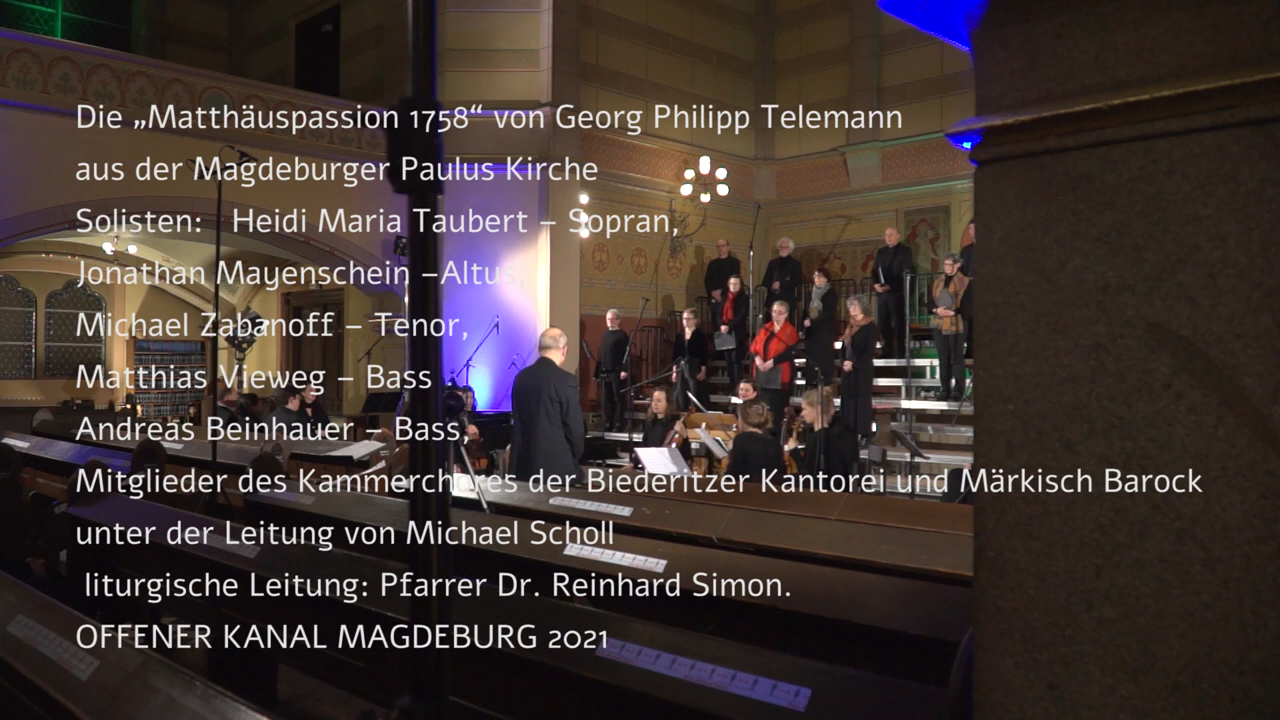 Die „Matthäuspassion 1758“ von Georg Philipp Telemann
aus der Magdeburger Paulus Kirche
Solisten: Heidi Maria Taubert – Sopran,
Jonathan Mayenschein –Altus,
Michael Zabanoff – Tenor,
Matthias Vieweg – Bass
Andreas Beinhauer – Bass,
Mitglieder des Kammerchores der Biederitzer Kantorei und Märkisch Barock
unter der Leitung von Michael Scholl
liturgische Leitung: Pfarrer Dr. Reinhard Simon.
OFFENER KANAL MAGDEBURG 2021